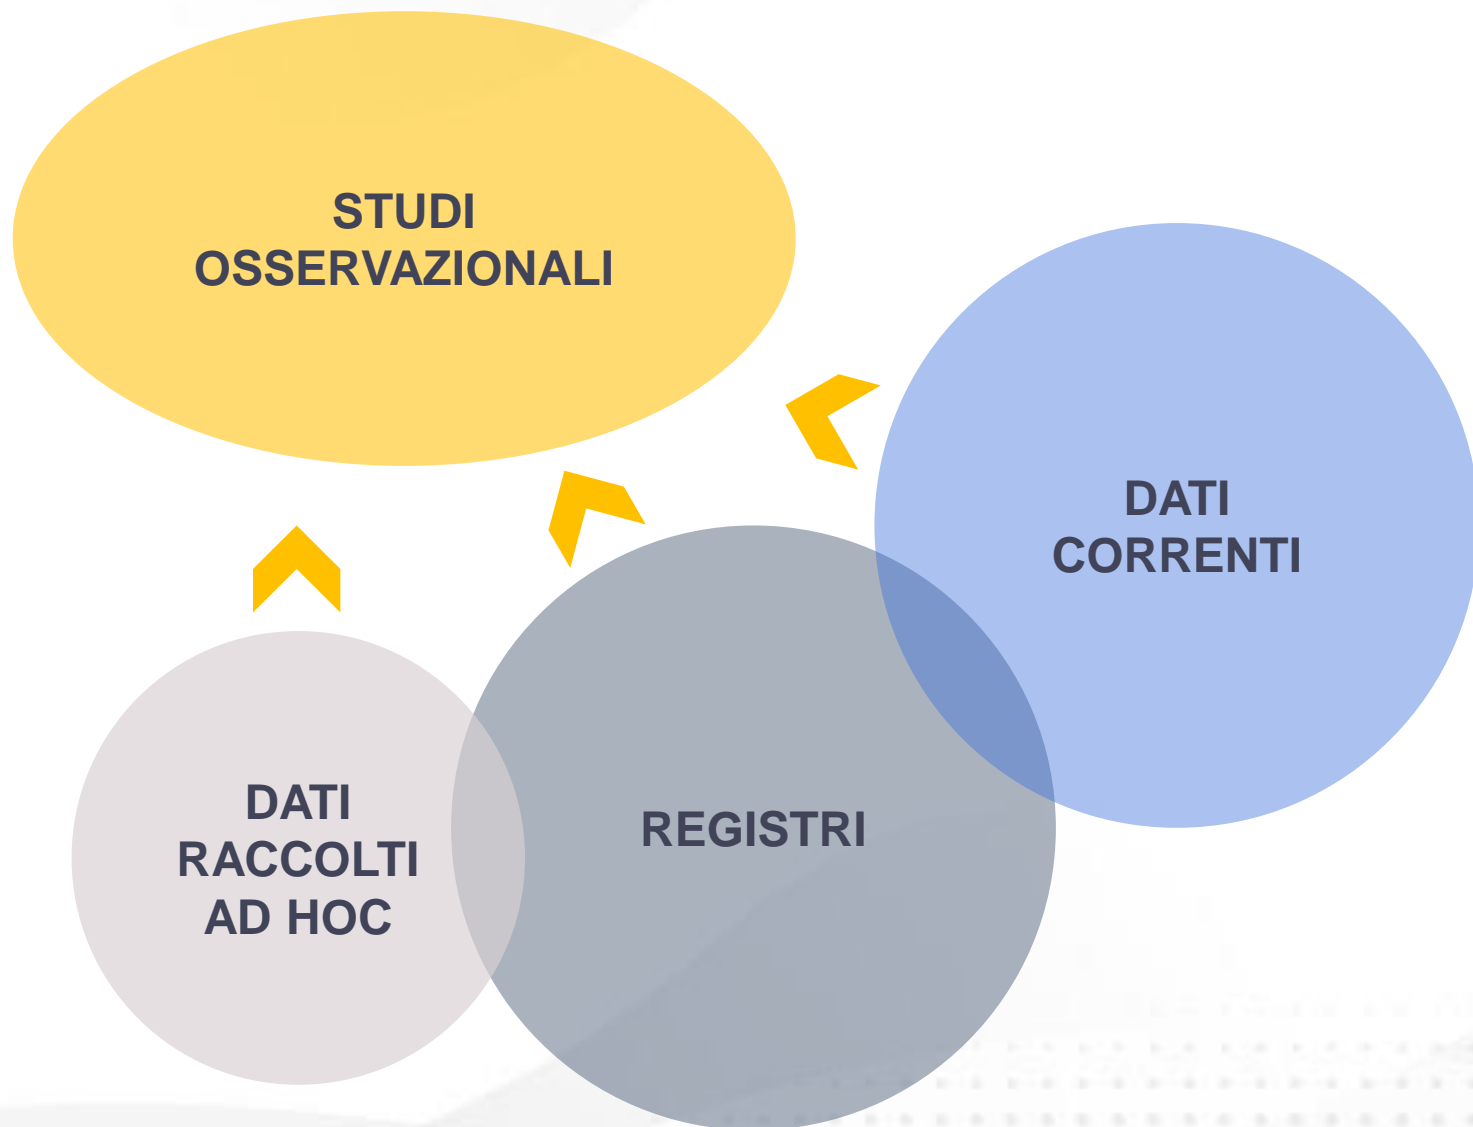 STUDI
OSSERVAZIONALI
DATI
CORRENTI
DATI
RACCOLTI
AD HOC
REGISTRI